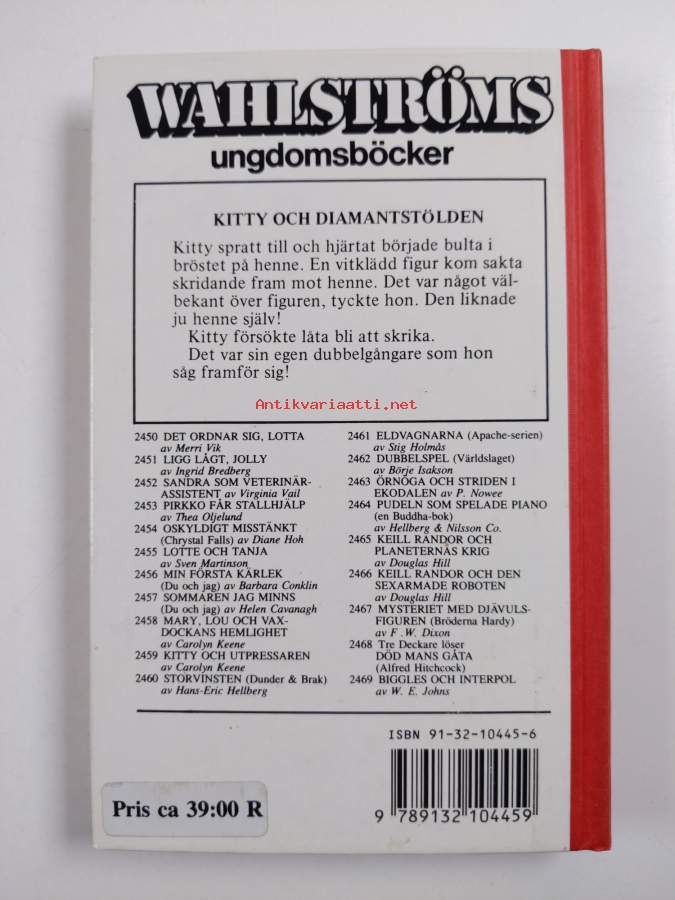 WAHLSTRÖMS
ungdomsböcker
KITTY OCH DIAMANTSTÖLDEN
Kitty spratt till och hjärtat började bulta i
bröstet på henne. En vitklädd figur kom sakta
skridande fram mot henne. Det var något väl-
bekant över figuren, tyckte hon. Den liknade
ju henne själv!
Kitty försökte låta bli att skrika.
Det var sin egen dubbelgångare som hon
såg framför sig!
Antikvariaatti.net
2450 DET ORDNAR SIG, LOTTA
av Merri Vik
2451 LIGG LÅGT, JOLLY
av Ingrid Bredberg
2452 SANDRA SOM VETERINÄR-
ASSISTENT av Virginia Vail
2453 PIRKKO FÅR STALLHJÄLP
av Thea Oljelund
2454 OSKYLDIGT MISSTÄNKT
(Chrystal Falls) av Diane Hoh
2455 LOTTE OCH TANJA
av Sven Martinson
2456 MIN FÖRSTA KÄRLEK
(Du och jag) av Barbara Conklin
2457 SOMMAREN JAG MINNS
(Du och jag) av Helen Cavanagh
2458 MARY, LOU OCH VAX-
DOCKANS HEMLIGHET
av Carolyn Keene
2459 KITTY OCH UTPRESSAREN
av Carolyn Keene
2460 STORVINSTEN (Dunder & Brak)
av Hans-Eric Hellberg
2461 ELDVAGNARNA (Apache-serien)
av Stig Holmås
2462 DUBBELSPEL (Världslaget)
av Börje Isakson
2463 ÖRNÖGA OCH STRIDEN I
EKODALEN av P. Nowee
2464 PUDELN SOM SPELADE PIANO
(en Buddha-bok)
av Hellberg & Nilsson Co.
2465 KEILL RANDOR OCH
PLANETERNAS KRIG
av Douglas Hill
2466 KEILL RANDOR OCH DEN
SEXARMADE ROBOTEN
av Douglas Hill
2467 MYSTERIET MED DJÄVULS-
FIGUREN (Bröderna Hardy)
av F. W. Dixon
2468 Tre Deckare löser
DÖD MANS GÅTA
(Alfred Hitchcock)
2469 BIGGLES OCH INTERPOL
av W. E. Johns
ISBN 91-32-10445-6
9 789132 104459
Pris ca 39:00 R